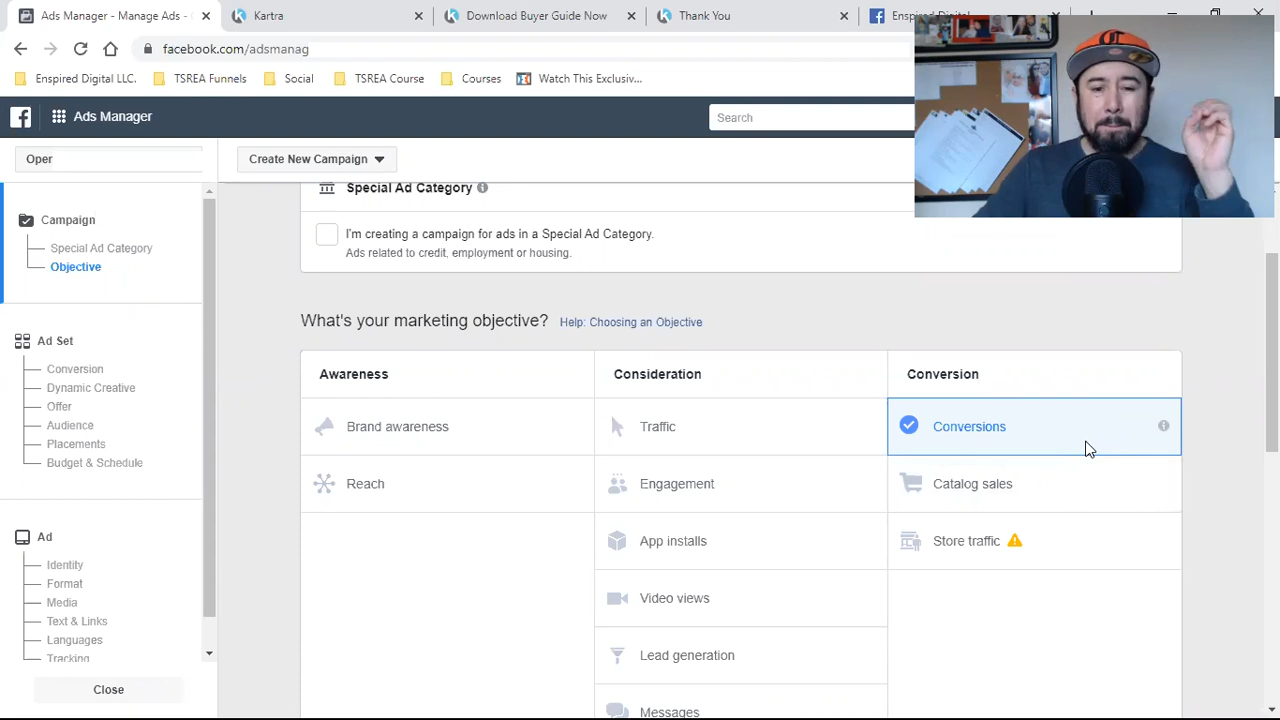 Ads Manager - Manage Ads - C
Kartra
Download Buyer Guide Now
Thank You
Enspired Digital
facebook.com/adsmanag
Enspired Digital LLC.
TSREA Funnels
Social
TSREA Course
Courses
Watch This Exclusiv...
Ads Manager
Search
Oper
Create New Campaign
Campaign
Special Ad Category
Objective
Ad Set
Conversion
Dynamic Creative
Offer
Audience
Placements
Budget & Schedule
Ad
Identity
Format
Media
Text & Links
Languages
Tracking
Close
Special Ad Category
I'm creating a campaign for ads in a Special Ad Category.
Ads related to credit, employment or housing.
What's your marketing objective? Help: Choosing an Objective
Awareness
Consideration
Conversion
Brand awareness
Traffic
Conversions
Reach
Engagement
Catalog sales
App installs
Store traffic
Video views
Lead generation
Messages